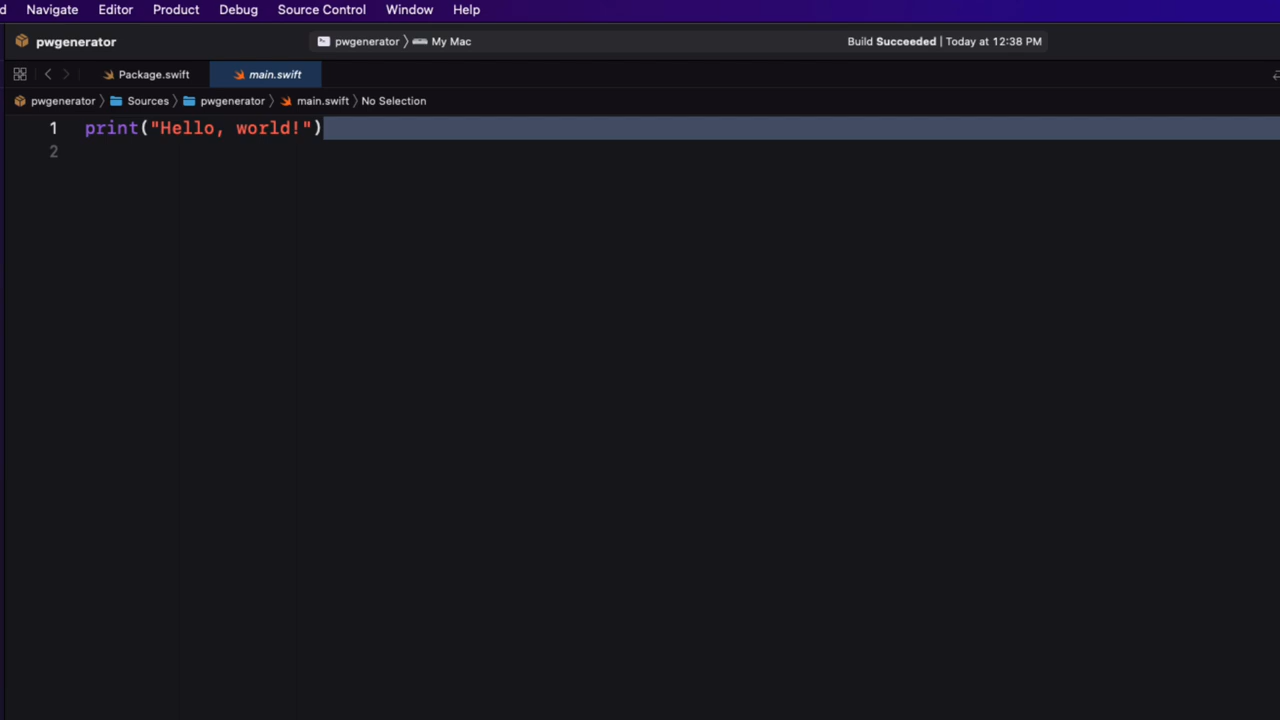 d Navigate Editor Product Debug Source Control Window Help
pwgenerator pwgenerator 〉 My Mac Build Succeeded | Today at 12:38 PM
Package.swift main.swift
pwgenerator 〉 Sources 〉 pwgenerator 〉 main.swift 〉 No Selection
1 print("Hello, world!")
2